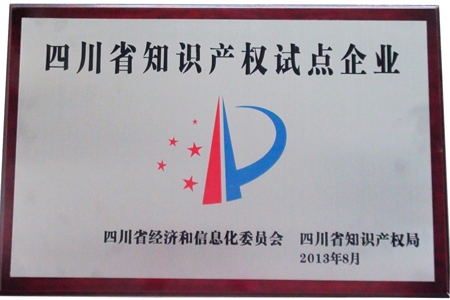 四川省知识产权试点企业
四川省经济和信息化委员会 四川省知识产权局
2013年8月